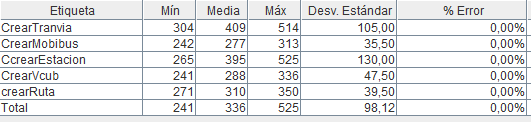 Etiqueta Mín Media Máx Desv. Estándar % Error
CrearTranvia 304 409 514 105,00 0,00%
CrearMobibus 242 277 313 35,50 0,00%
CcrearEstacion 265 395 525 130,00 0,00%
CrearVcub 241 288 336 47,50 0,00%
crearRuta 271 310 350 39,50 0,00%
Total 241 336 525 98,12 0,00%